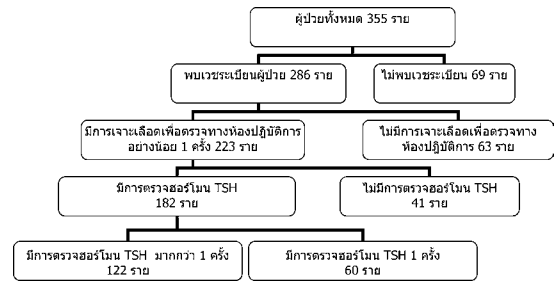 ผู้ป่วยทั้งหมด 355 ราย
พบเวชระเบียนผู้ป่วย 286 ราย
ไม่พบเวชระเบียน 69 ราย
มีการเจาะเลือดเพื่อตรวจทางห้องปฏิบัติการ
อย่างน้อย 1 ครั้ง 223 ราย
ไม่มีการเจาะเลือดเพื่อตรวจทาง
ห้องปฏิบัติการ 63 ราย
มีการตรวจฮอร์โมน TSH
182 ราย
ไม่มีการตรวจฮอร์โมน TSH
41 ราย
มีการตรวจฮอร์โมน TSH มากกว่า 1 ครั้ง
122 ราย
มีการตรวจฮอร์โมน TSH 1 ครั้ง
60 ราย